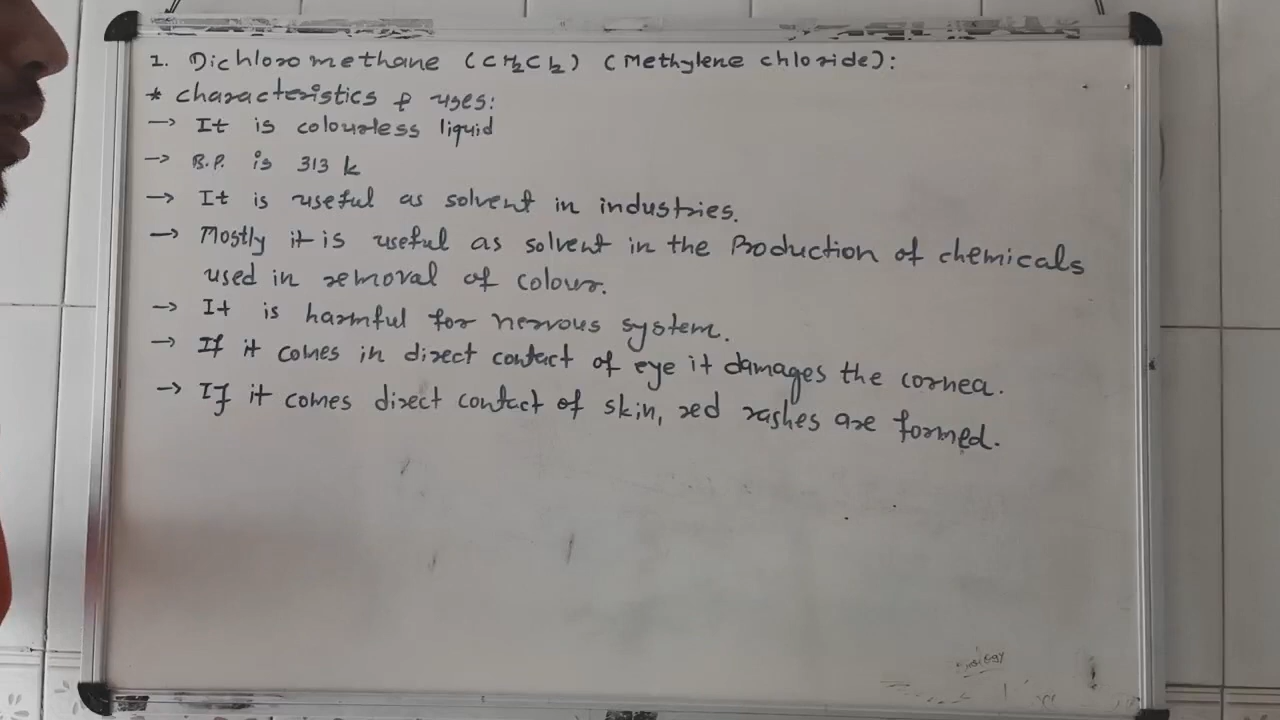 1. Dichloromethane (CH2Cl2) (Methylene chloride):
* characteristics & uses:
→ It is colourless liquid
→ B.P. is 313 k
→ It is useful as solvent in industries.
→ Mostly it is useful as solvent in the Production of chemicals
used in removal of colour.
→ It is harmful for nervous system.
→ If it comes in direct contact of eye it damages the cornea.
→ If it comes direct contact of skin, red rashes are formed.